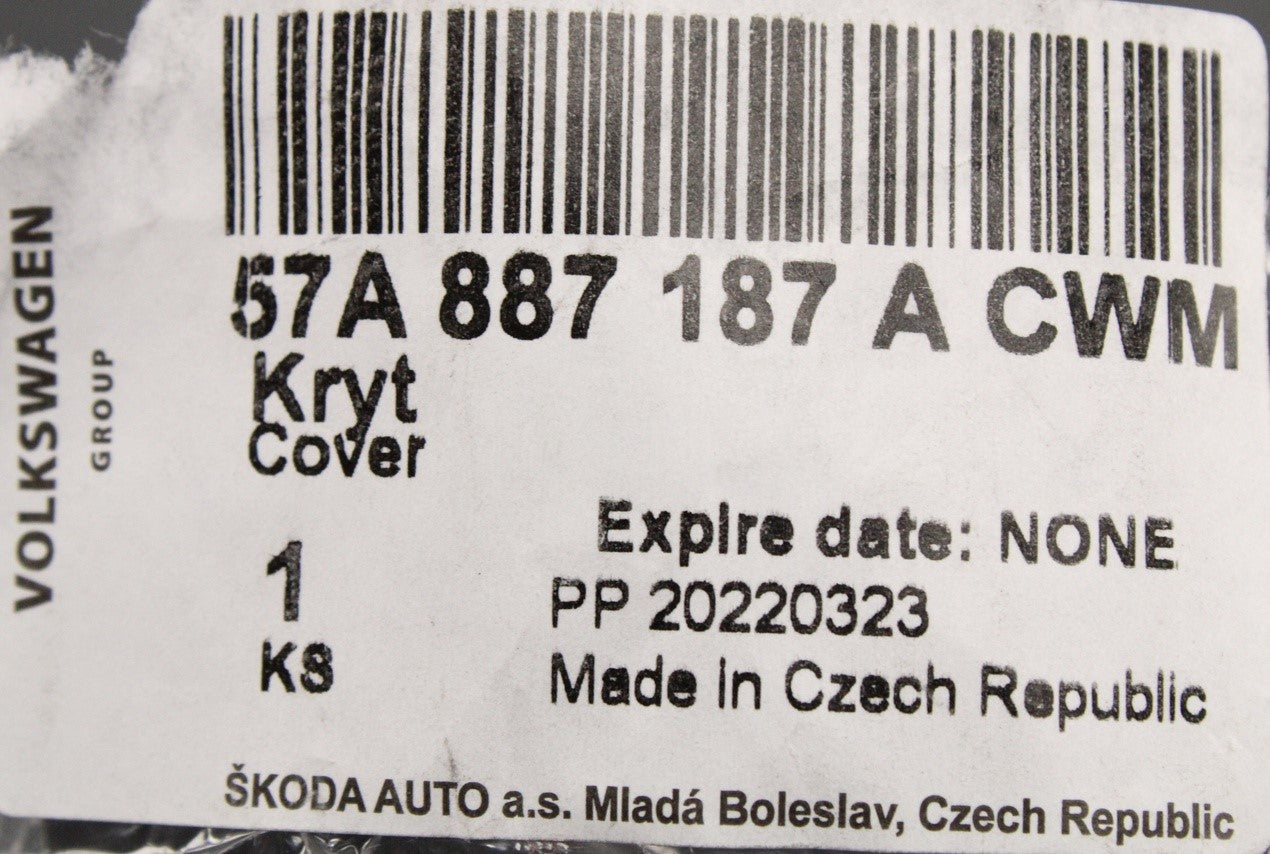 VOLKSWAGEN
GROUP
57A 887 187 A CWM
Kryt
Cover
Expire date: NONE
1
PP 20220323
KS
Made in Czech Republic
ŠKODA AUTO a.s. Mladá Boleslav, Czech Republic